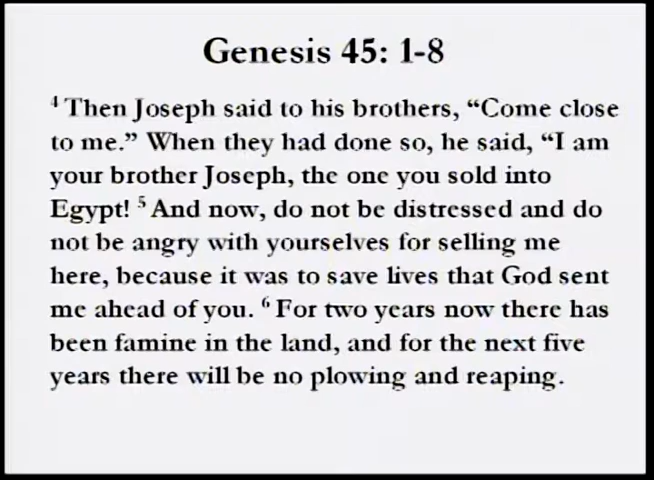 Genesis 45: 1-8
⁴ Then Joseph said to his brothers, “Come close
to me.” When they had done so, he said, “I am
your brother Joseph, the one you sold into
Egypt! ⁵ And now, do not be distressed and do
not be angry with yourselves for selling me
here, because it was to save lives that God sent
me ahead of you. ⁶ For two years now there has
been famine in the land, and for the next five
years there will be no plowing and reaping.